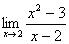 lim x→2 (x² − 3)/(x − 2)